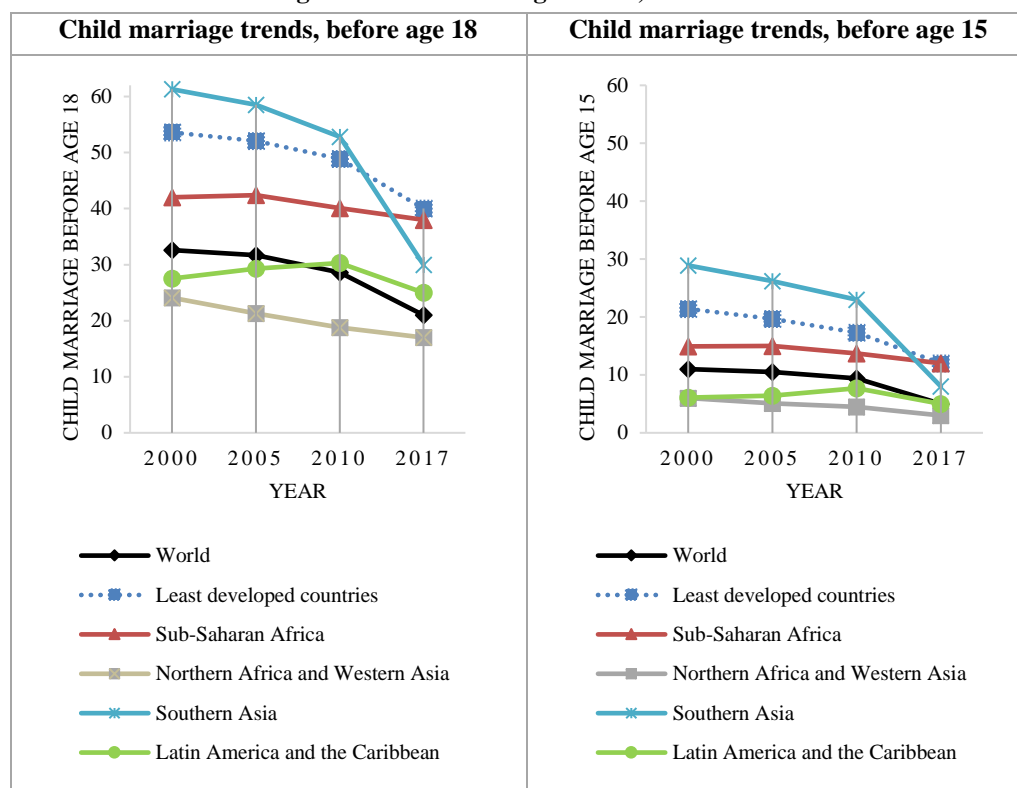 Child marriage trends, before age 18
Child marriage trends, before age 15
CHILD MARRIAGE BEFORE AGE 18
60
50
40
30
20
10
0
2000 2005 2010 2017
YEAR
World
Least developed countries
Sub-Saharan Africa
Northern Africa and Western Asia
Southern Asia
Latin America and the Caribbean
CHILD MARRIAGE BEFORE AGE 15
60
50
40
30
20
10
0
2000 2005 2010 2017
YEAR
World
Least developed countries
Sub-Saharan Africa
Northern Africa and Western Asia
Southern Asia
Latin America and the Caribbean